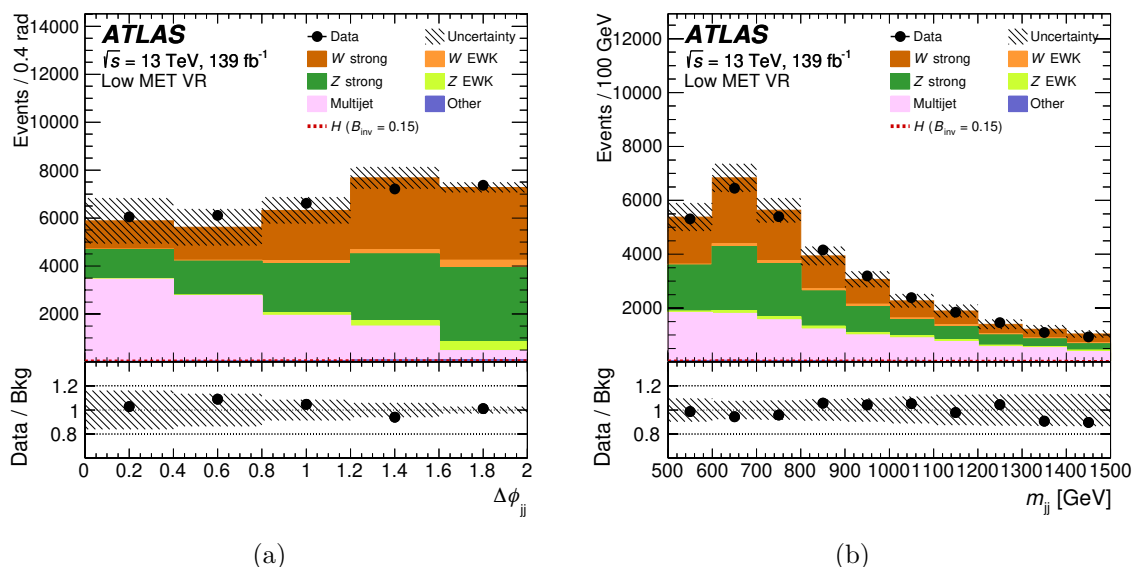 ATLAS
√s = 13 TeV, 139 fb⁻¹
Low MET VR
Data
Uncertainty
W strong
W EWK
Z strong
Z EWK
Multijet
Other
H (B_inv = 0.15)
Events / 0.4 rad
14000
12000
10000
8000
6000
4000
2000
Data / Bkg
1.2
1
0.8
0 0.2 0.4 0.6 0.8 1 1.2 1.4 1.6 1.8 2
Δϕ_jj
(a)
ATLAS
√s = 13 TeV, 139 fb⁻¹
Low MET VR
Data
Uncertainty
W strong
W EWK
Z strong
Z EWK
Multijet
Other
H (B_inv = 0.15)
Events / 100 GeV
12000
10000
8000
6000
4000
2000
Data / Bkg
1.2
1
0.8
500 600 700 800 900 1000 1100 1200 1300 1400 1500
m_jj [GeV]
(b)